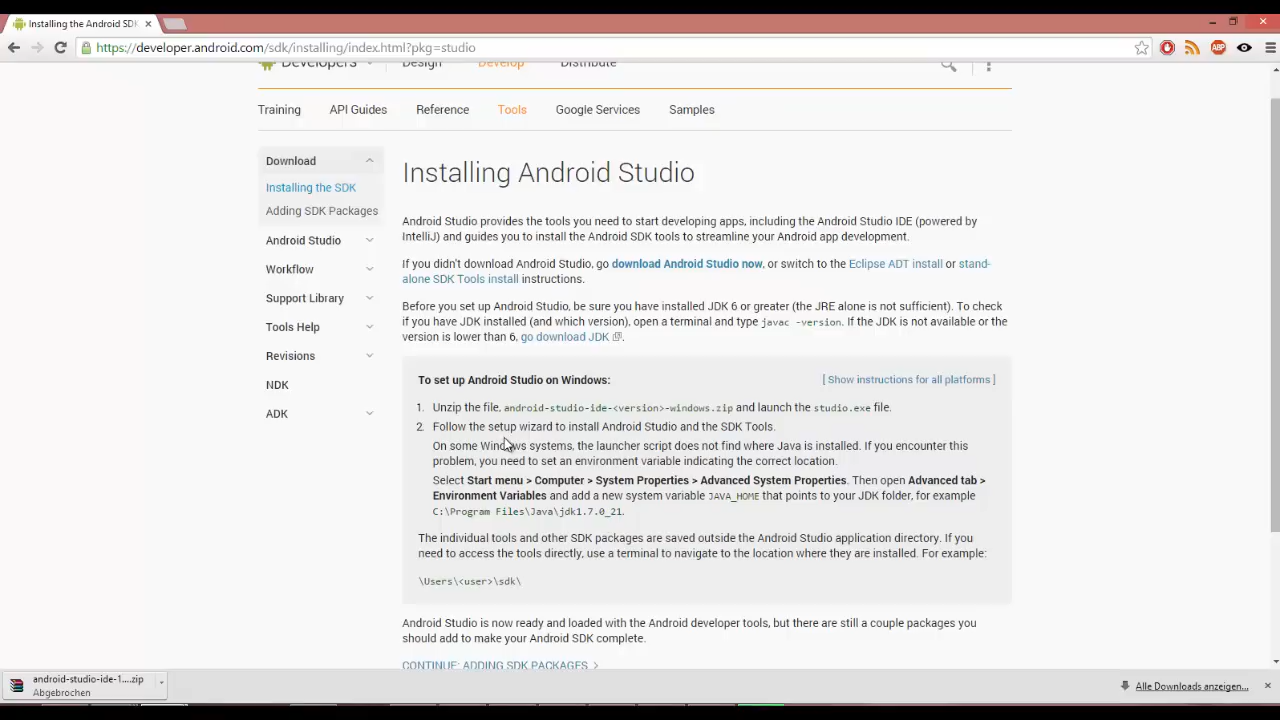 Installing the Android SD
https://developer.android.com/sdk/installing/index.html?pkg=studio
ABP
Developers Design Develop Distribute
Training API Guides Reference Tools Google Services Samples
Download
Installing the SDK
Adding SDK Packages
Android Studio
Workflow
Support Library
Tools Help
Revisions
NDK
ADK
Installing Android Studio
Android Studio provides the tools you need to start developing apps, including the Android Studio IDE (powered by
IntelliJ) and guides you to install the Android SDK tools to streamline your Android app development.
If you didn't download Android Studio, go download Android Studio now, or switch to the Eclipse ADT install or stand-
alone SDK Tools install instructions.
Before you set up Android Studio, be sure you have installed JDK 6 or greater (the JRE alone is not sufficient). To check
if you have JDK installed (and which version), open a terminal and type javac -version. If the JDK is not available or the
version is lower than 6, go download JDK.
To set up Android Studio on Windows:
[ Show instructions for all platforms ]
1. Unzip the file, android-studio-ide-<version>-windows.zip and launch the studio.exe file.
2. Follow the setup wizard to install Android Studio and the SDK Tools.
On some Windows systems, the launcher script does not find where Java is installed. If you encounter this
problem, you need to set an environment variable indicating the correct location.
Select Start menu > Computer > System Properties > Advanced System Properties. Then open Advanced tab >
Environment Variables and add a new system variable JAVA_HOME that points to your JDK folder, for example
C:\Program Files\Java\jdk1.7.0_21.
The individual tools and other SDK packages are saved outside the Android Studio application directory. If you
need to access the tools directly, use a terminal to navigate to the location where they are installed. For example:
\Users\<user>\sdk\
Android Studio is now ready and loaded with the Android developer tools, but there are still a couple packages you
should add to make your Android SDK complete.
CONTINUE: ADDING SDK PACKAGES >
android-studio-ide-1....zip
Abgebrochen
Alle Downloads anzeigen...